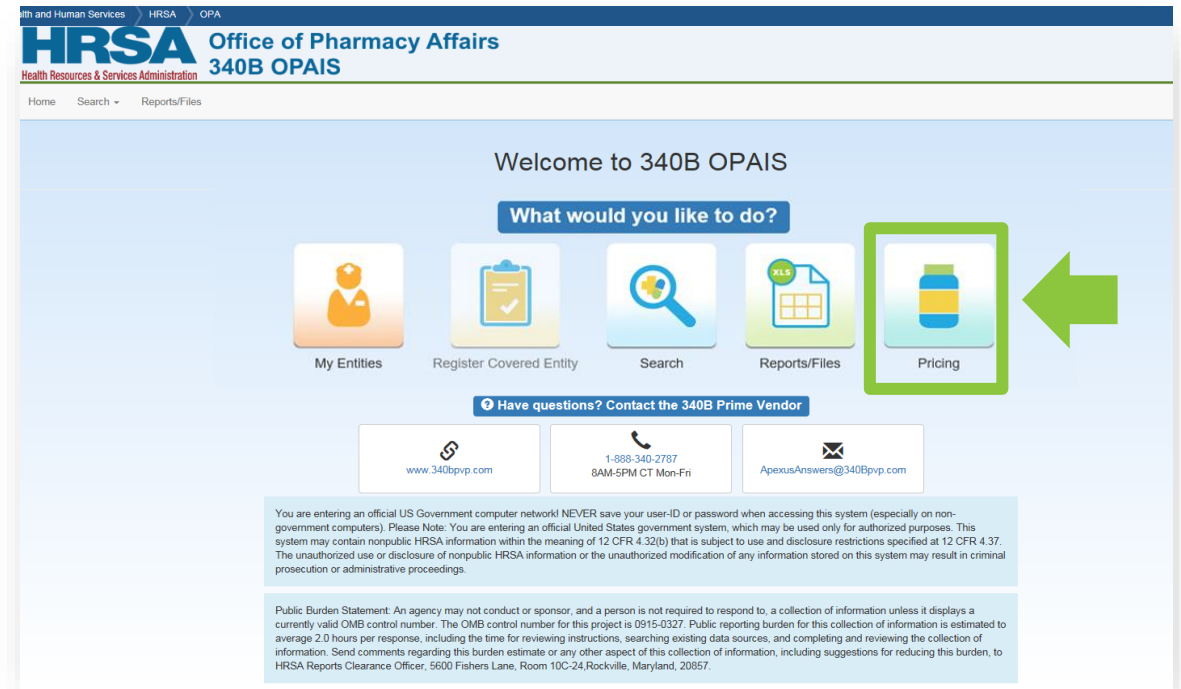 lth and Human Services HRSA OPA
HRSA
Health Resources & Services Administration
Office of Pharmacy Affairs
340B OPAIS
Home Search Reports/Files
Welcome to 340B OPAIS
What would you like to do?
XLS
My Entities Register Covered Entity Search Reports/Files Pricing
? Have questions? Contact the 340B Prime Vendor
www.340bpvp.com
1-888-340-2787
8AM-5PM CT Mon-Fri
ApexusAnswers@340Bpvp.com
You are entering an official US Government computer network! NEVER save your user-ID or password when accessing this system (especially on non-
government computers). Please Note: You are entering an official United States government system, which may be used only for authorized purposes. This
system may contain nonpublic HRSA information within the meaning of 12 CFR 4.32(b) that is subject to use and disclosure restrictions specified at 12 CFR 4.37.
The unauthorized use or disclosure of nonpublic HRSA information or the unauthorized modification of any information stored on this system may result in criminal
prosecution or administrative proceedings.
Public Burden Statement: An agency may not conduct or sponsor, and a person is not required to respond to, a collection of information unless it displays a
currently valid OMB control number. The OMB control number for this project is 0915-0327. Public reporting burden for this collection of information is estimated to
average 2.0 hours per response, including the time for reviewing instructions, searching existing data sources, and completing and reviewing the collection of
information. Send comments regarding this burden estimate or any other aspect of this collection of information, including suggestions for reducing this burden, to
HRSA Reports Clearance Officer, 5600 Fishers Lane, Room 10C-24,Rockville, Maryland, 20857.